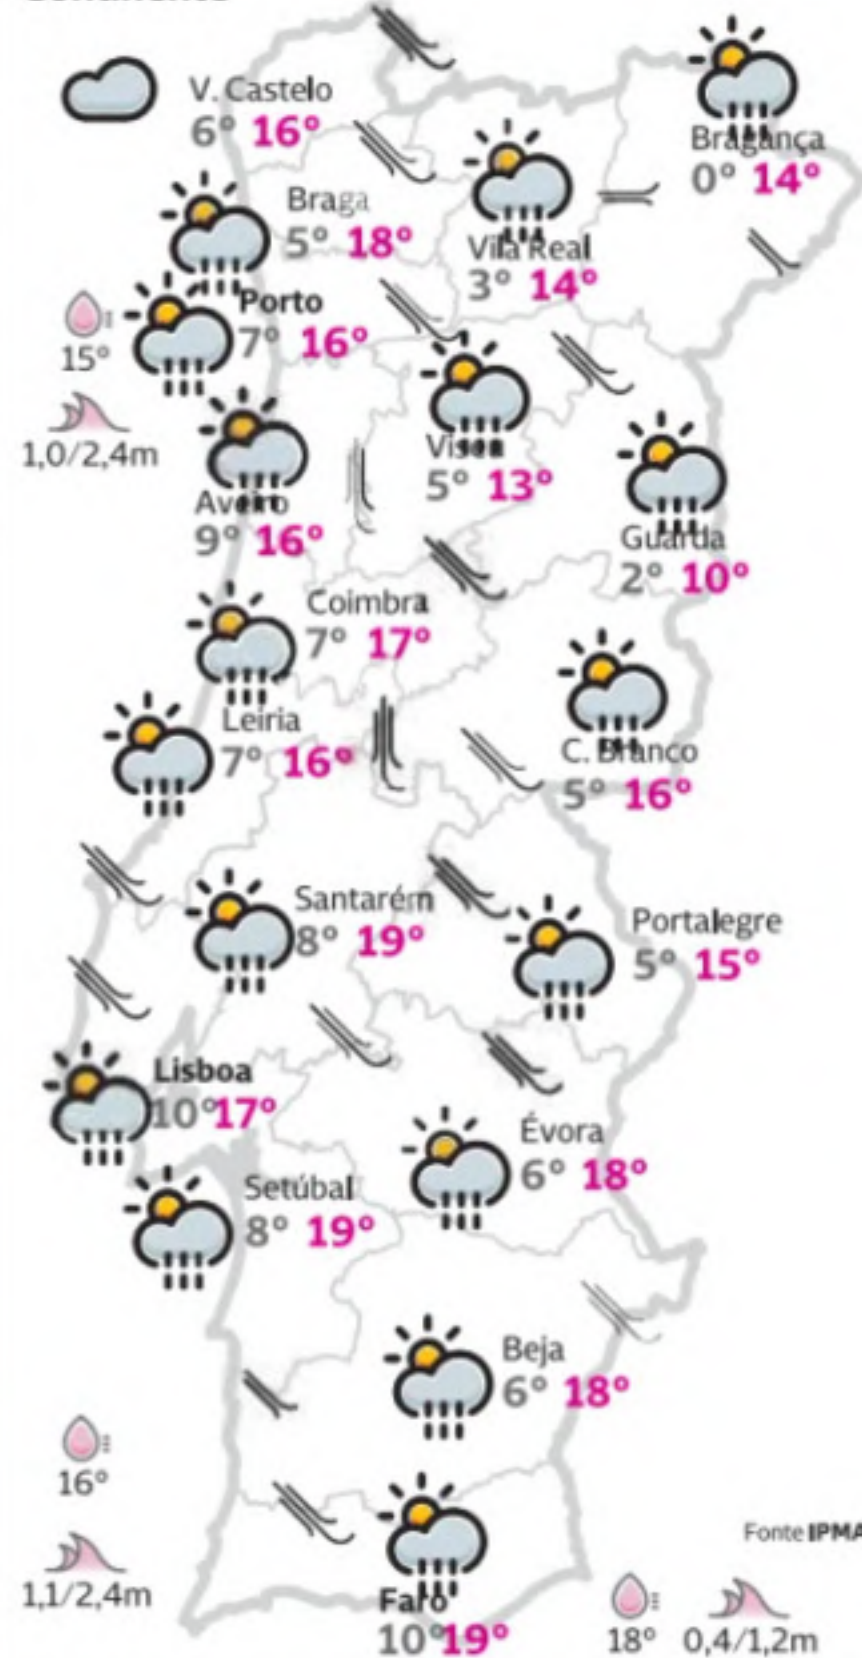 V. Castelo
6° 16°
Bragança
0° 14°
Braga
5° 18°
Vila Real
3° 14°
Porto
7° 16°
15°
1,0/2,4m
Viseu
5° 13°
Aveiro
9° 16°
Guarda
2° 10°
Coimbra
7° 17°
Leiria
7° 16°
C. Branco
5° 16°
Santarém
8° 19°
Portalegre
5° 15°
Lisboa
10° 17°
Évora
6° 18°
Setúbal
8° 19°
Beja
6° 18°
16°
1,1/2,4m
Fonte IPMA
Faro
10° 19°
18°
0,4/1,2m